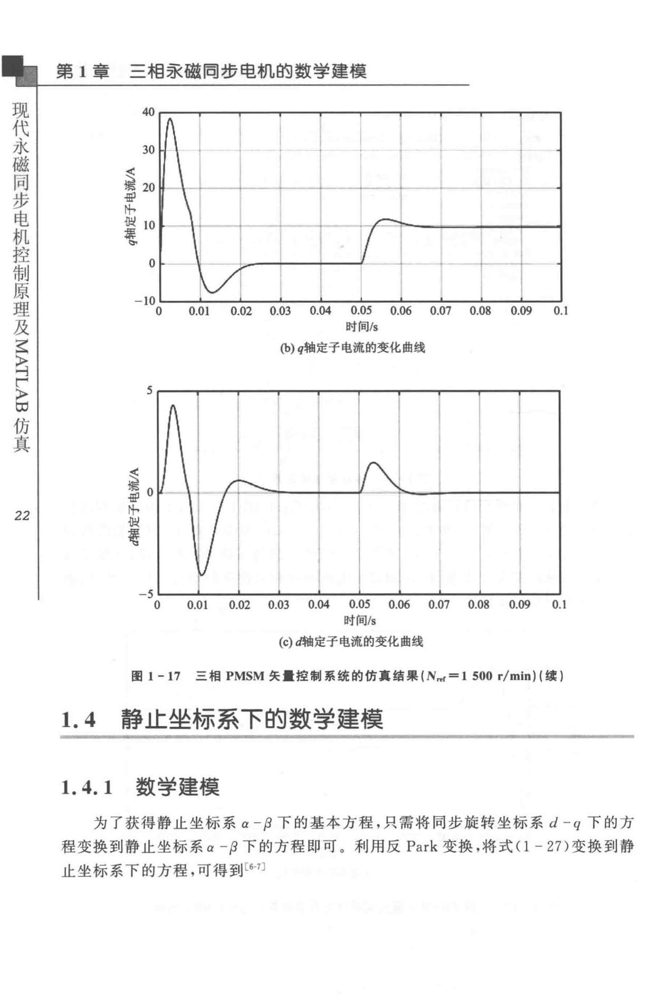 第 1 章 三相永磁同步电机的数学建模
现代永磁同步电机控制原理及MATLAB仿真
22
40
30
20
10
0
-10
q轴定子电流/A
0 0.01 0.02 0.03 0.04 0.05 0.06 0.07 0.08 0.09 0.1
时间/s
(b) q轴定子电流的变化曲线
5
0
-5
d轴定子电流/A
0 0.01 0.02 0.03 0.04 0.05 0.06 0.07 0.08 0.09 0.1
时间/s
(c) d轴定子电流的变化曲线
图 1-17 三相 PMSM 矢量控制系统的仿真结果(Nref=1 500 r/min)(续)
1.4 静止坐标系下的数学建模
1.4.1 数学建模
为了获得静止坐标系 α-β 下的基本方程,只需将同步旋转坐标系 d-q 下的方
程变换到静止坐标系 α-β 下的方程即可。利用反 Park 变换,将式(1-27)变换到静
止坐标系下的方程,可得到[6-7]